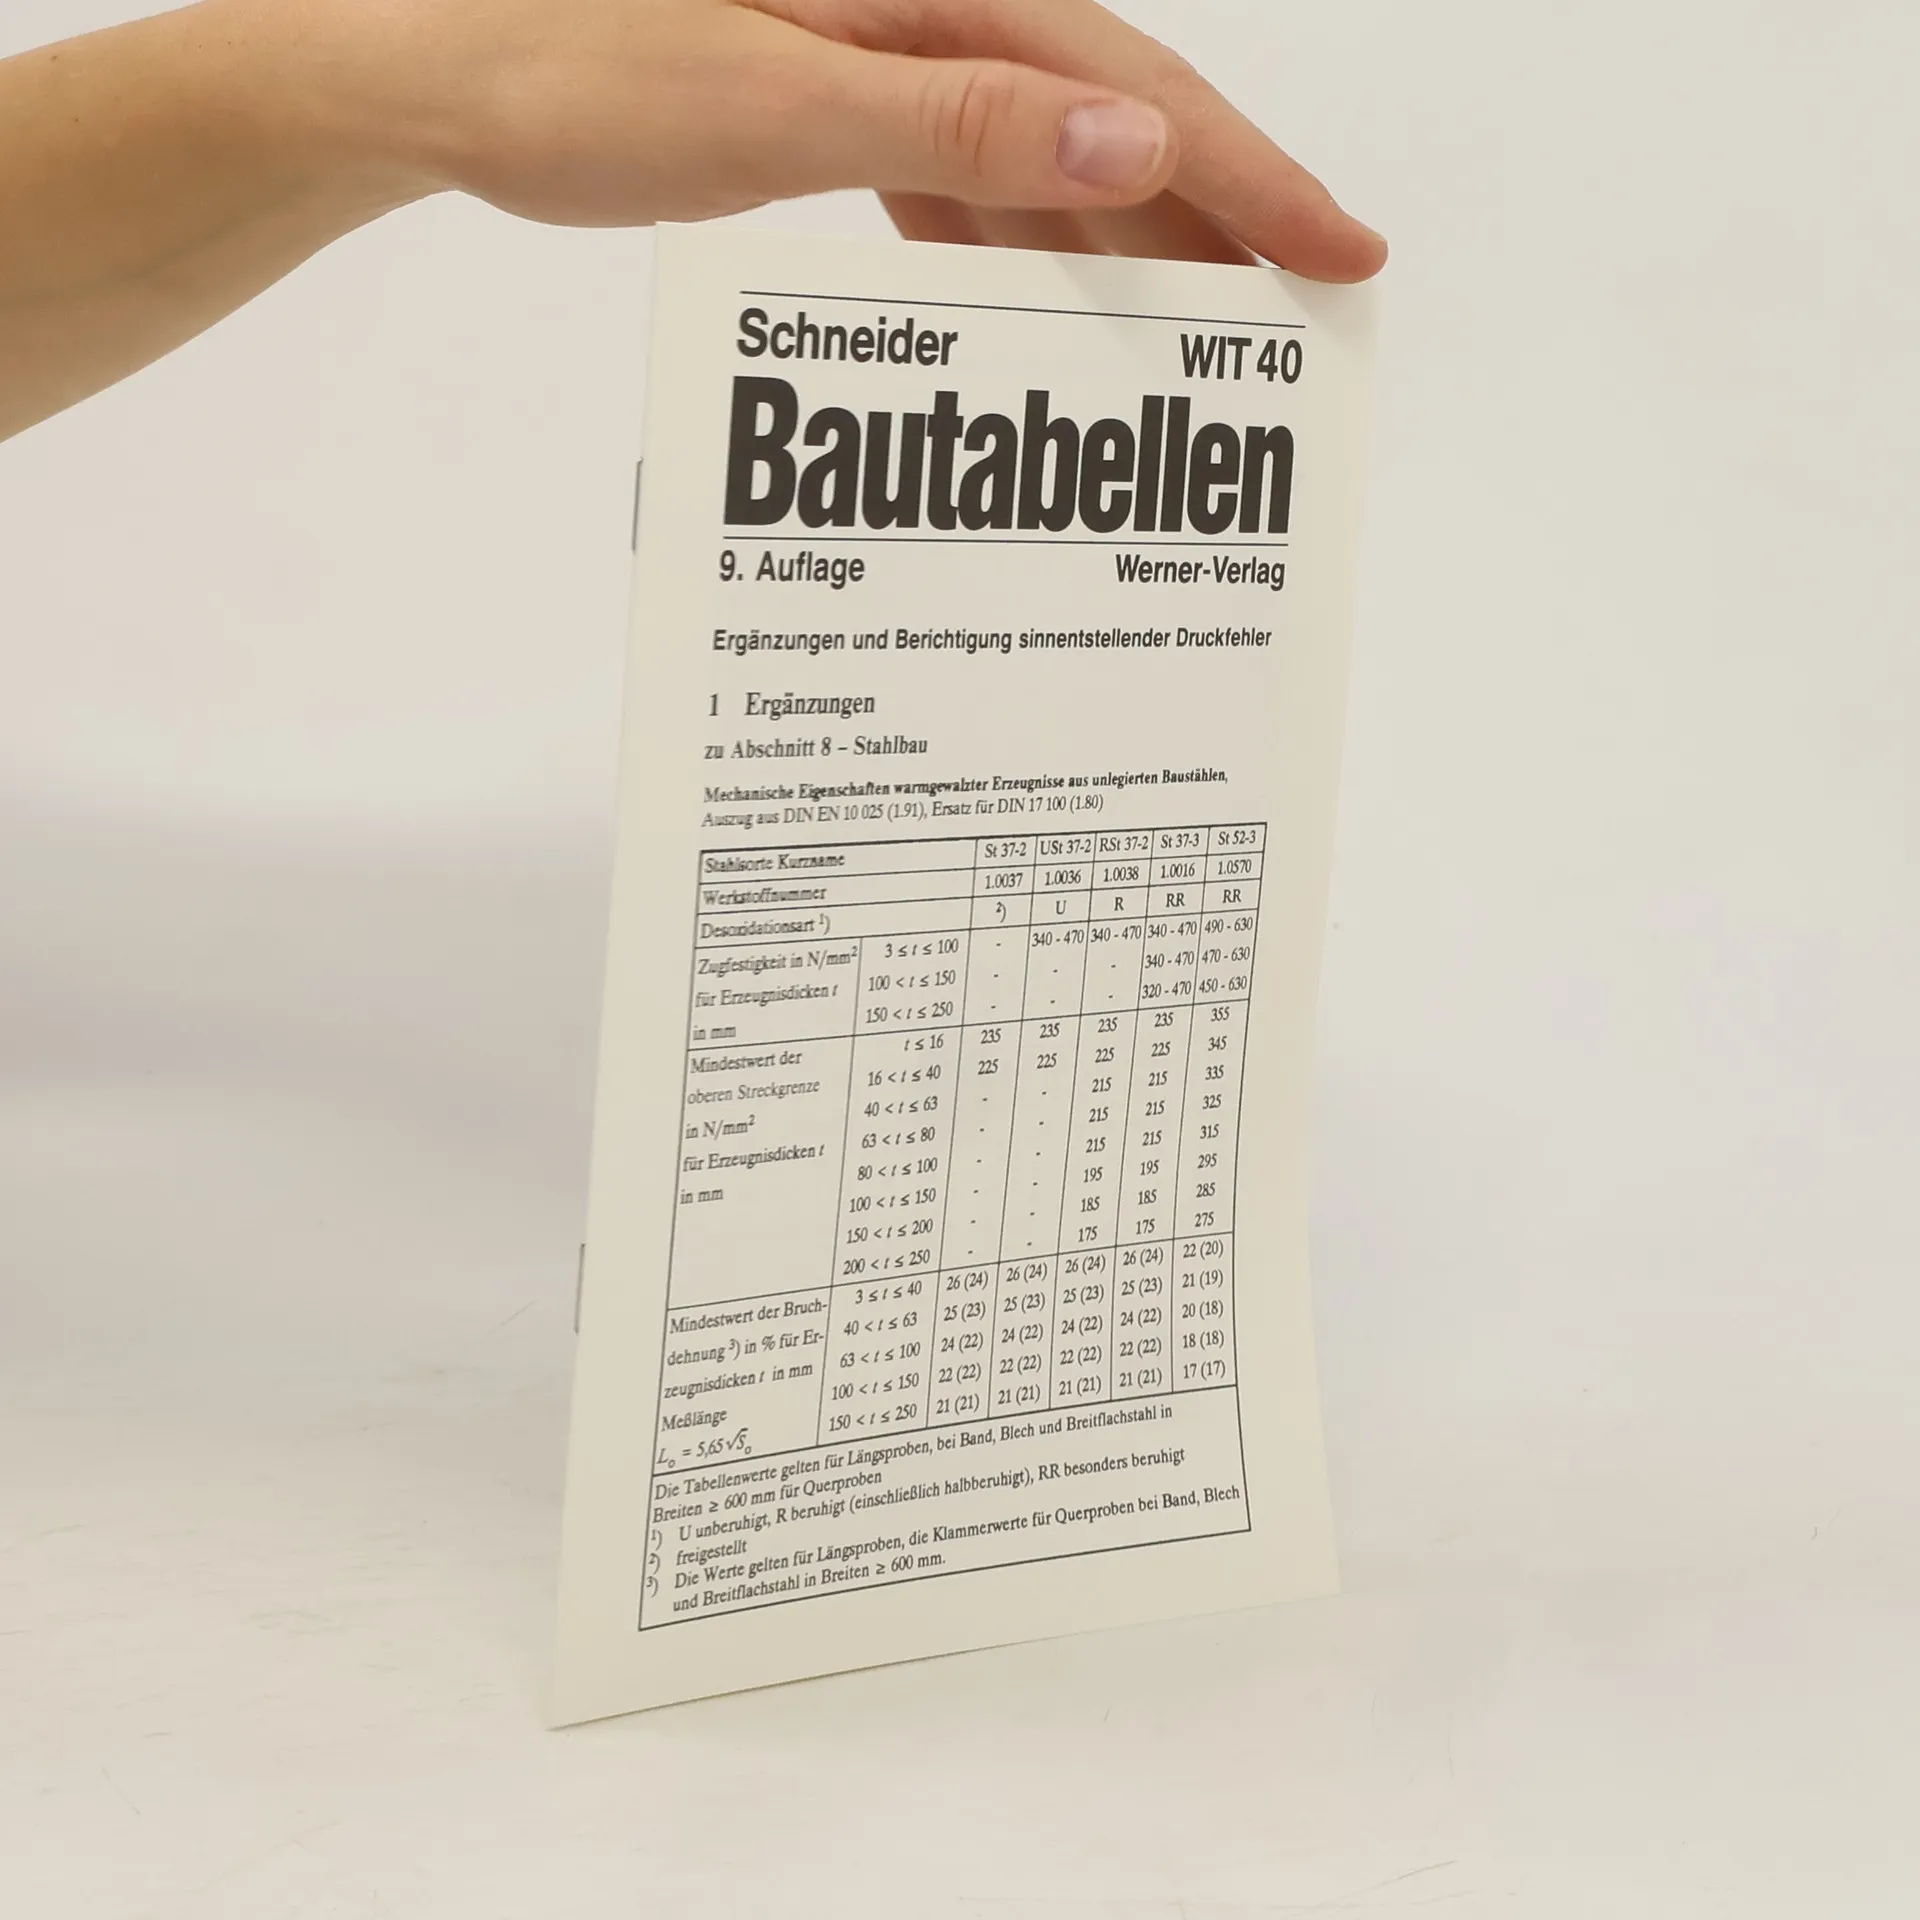 Schneider WIT 40
Bautabellen
9. Auflage Werner-Verlag
Ergänzungen und Berichtigung sinnentstellender Druckfehler
1 Ergänzungen
zu Abschnitt 8 – Stahlbau
Mechanische Eigenschaften warmgewalzter Erzeugnisse aus unlegierten Baustählen,
Auszug aus DIN EN 10 025 (1.91), Ersatz für DIN 17 100 (1.80)
Stahlsorte Kurzname St 37-2 USt 37-2 RSt 37-2 St 37-3 St 52-3
Werkstoffnummer 1.0037 1.0036 1.0038 1.0016 1.0570
Desoxidationsart ¹) ²) U R RR RR
Zugfestigkeit in N/mm² 3 ≤ t ≤ 100 - 340 - 470 340 - 470 340 - 470 490 - 630
für Erzeugnisdicken t 100 < t ≤ 150 - - - 340 - 470 470 - 630
in mm 150 < t ≤ 250 - - - 320 - 470 450 - 630
Mindestwert der t ≤ 16 235 235 235 235 355
oberen Streckgrenze 16 < t ≤ 40 225 225 225 225 345
in N/mm² 40 < t ≤ 63 - - 215 215 335
für Erzeugnisdicken t 63 < t ≤ 80 - - 215 215 325
in mm 80 < t ≤ 100 - - 215 215 315
100 < t ≤ 150 - - 195 195 295
150 < t ≤ 200 - - 185 185 285
200 < t ≤ 250 - - 175 175 275
Mindestwert der Bruch- 3 ≤ t ≤ 40 26 (24) 26 (24) 26 (24) 26 (24) 22 (20)
dehnung ³) in % für Er- 40 < t ≤ 63 25 (23) 25 (23) 25 (23) 25 (23) 21 (19)
zeugnisdicken t in mm 63 < t ≤ 100 24 (22) 24 (22) 24 (22) 24 (22) 20 (18)
Meßlänge 100 < t ≤ 150 22 (22) 22 (22) 22 (22) 22 (22) 18 (18)
L₀ = 5,65 √S₀ 150 < t ≤ 250 21 (21) 21 (21) 21 (21) 21 (21) 17 (17)
Die Tabellenwerte gelten für Längsproben, bei Band, Blech und Breitflachstahl in
Breiten ≥ 600 mm für Querproben
¹) U unberuhigt, R beruhigt (einschließlich halbberuhigt), RR besonders beruhigt
²) freigestellt
³) Die Werte gelten für Längsproben, die Klammerwerte für Querproben bei Band, Blech
und Breitflachstahl in Breiten ≥ 600 mm.